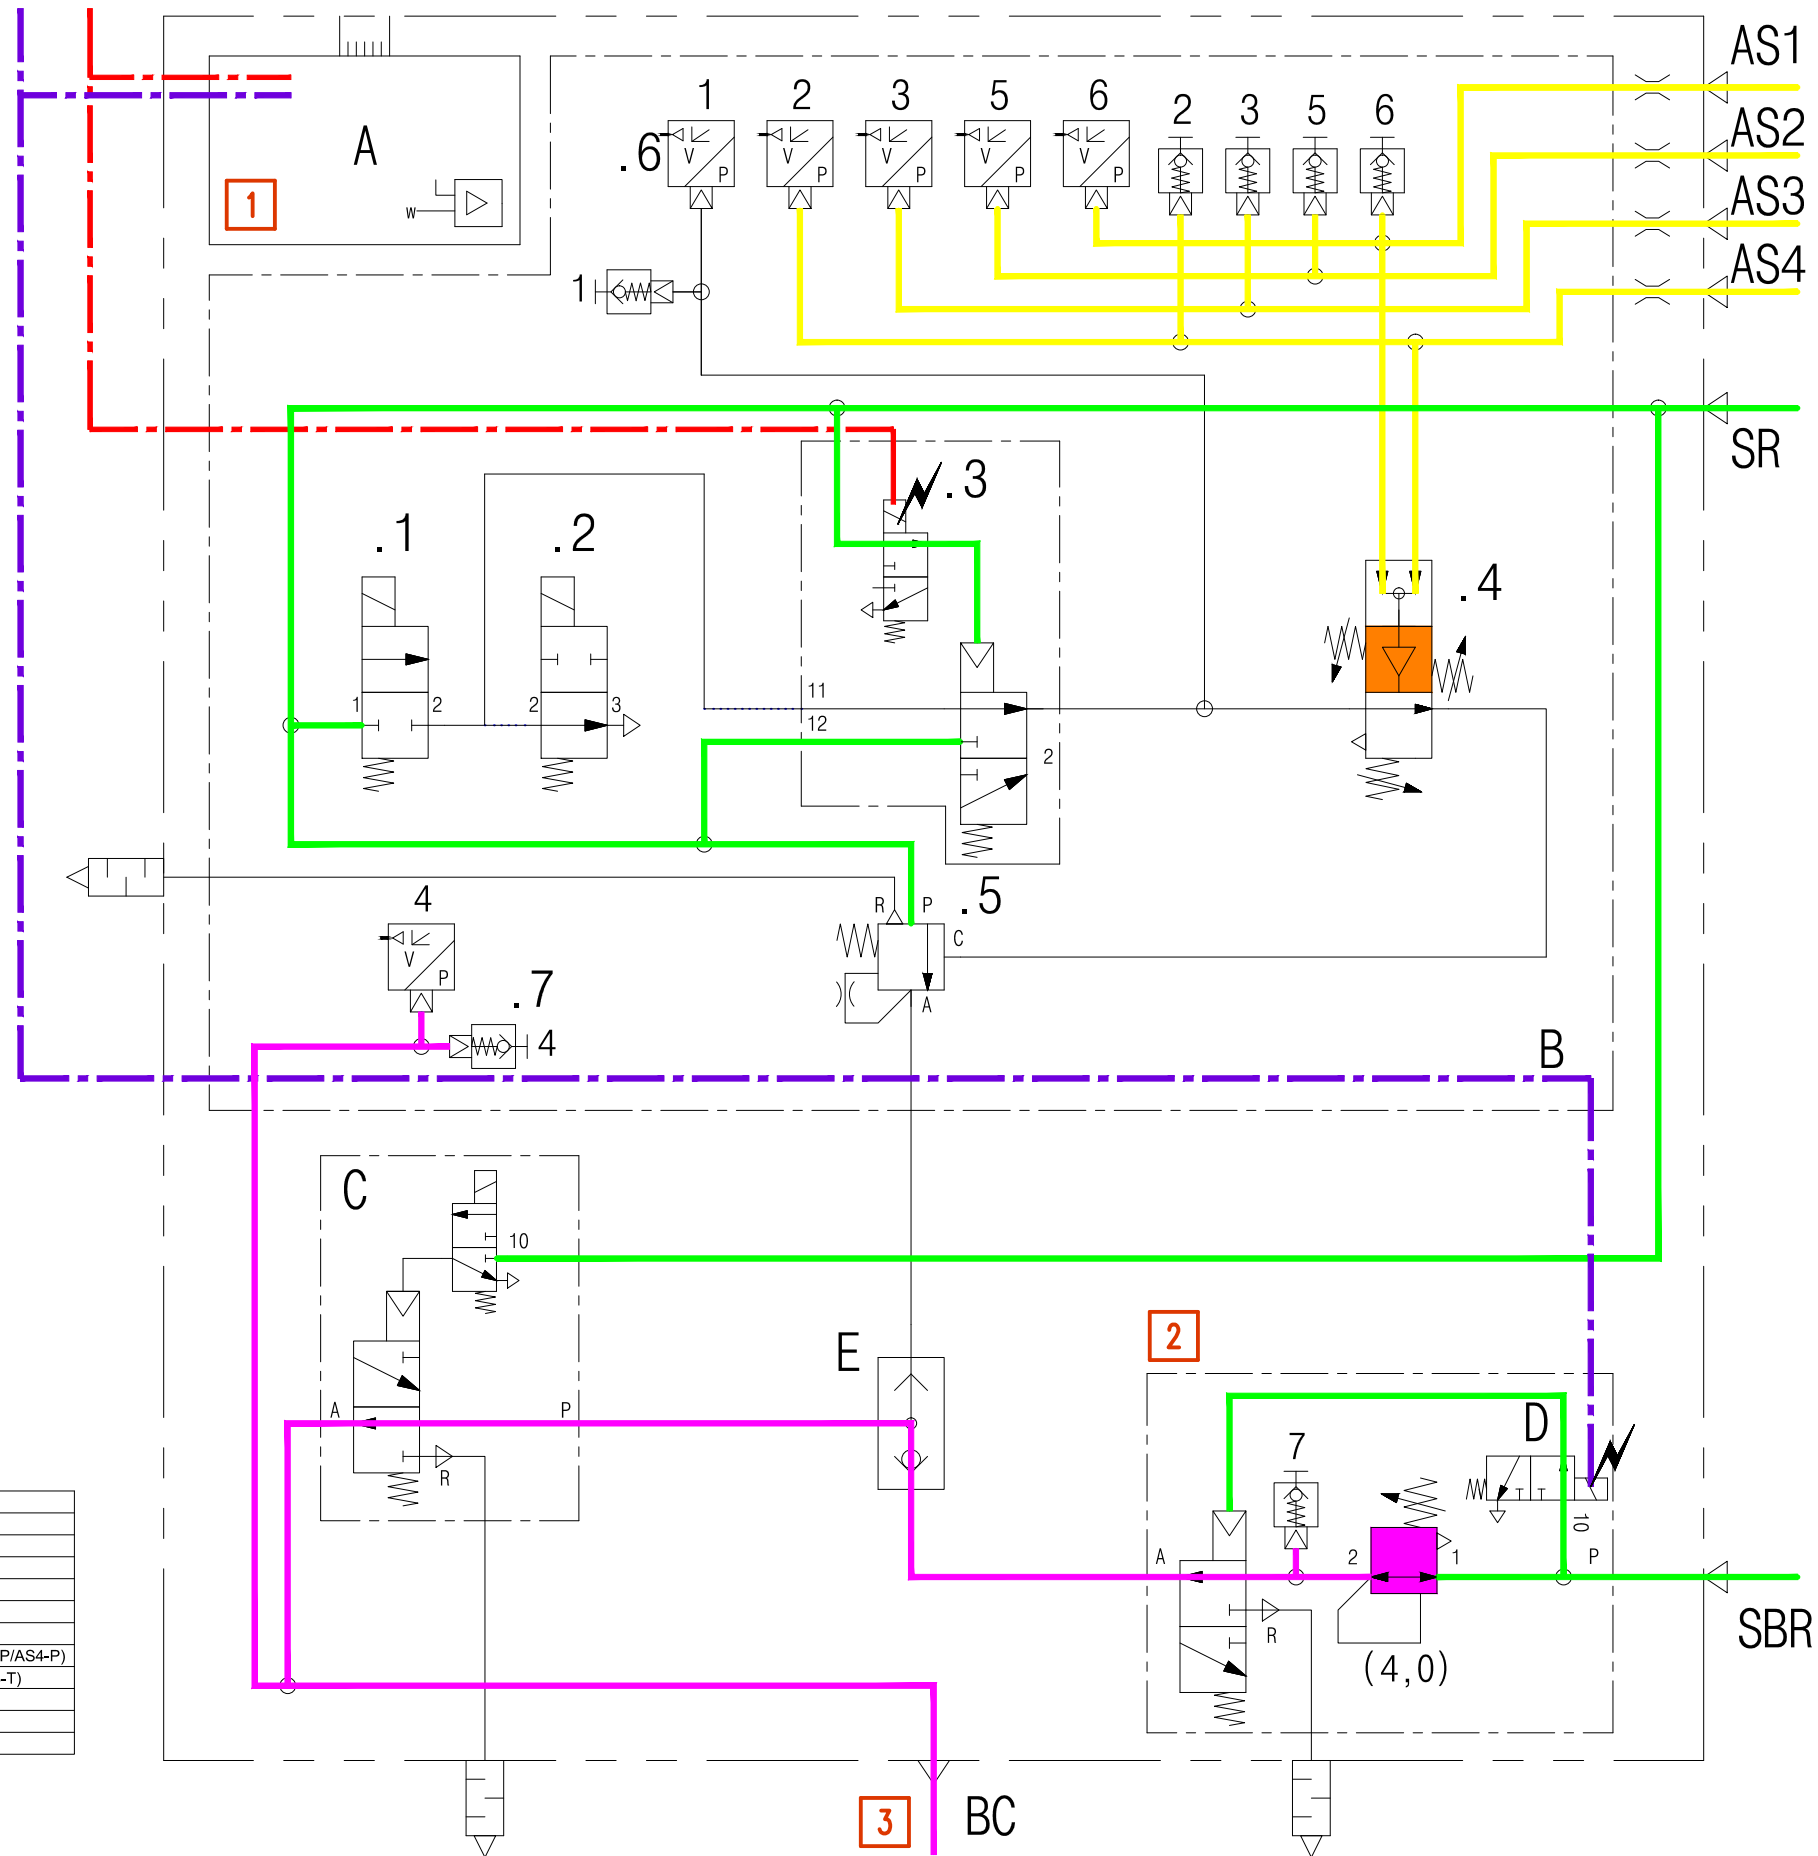 AS1
AS2
AS3
AS4
A
1
W
1 2 3 5 6 2 3 5 6
.6
V P V P V P V P V P
1
SR
.3
.1 .2
.4
11
12
1 2 2 3
2
4
R P .5
C
V P
A
.7
4
B
C
10
E
2
D
7
A P
A 2 1 10 P
R
R
SBR
(4,0)
P/AS4-P)
-T)
3
BC